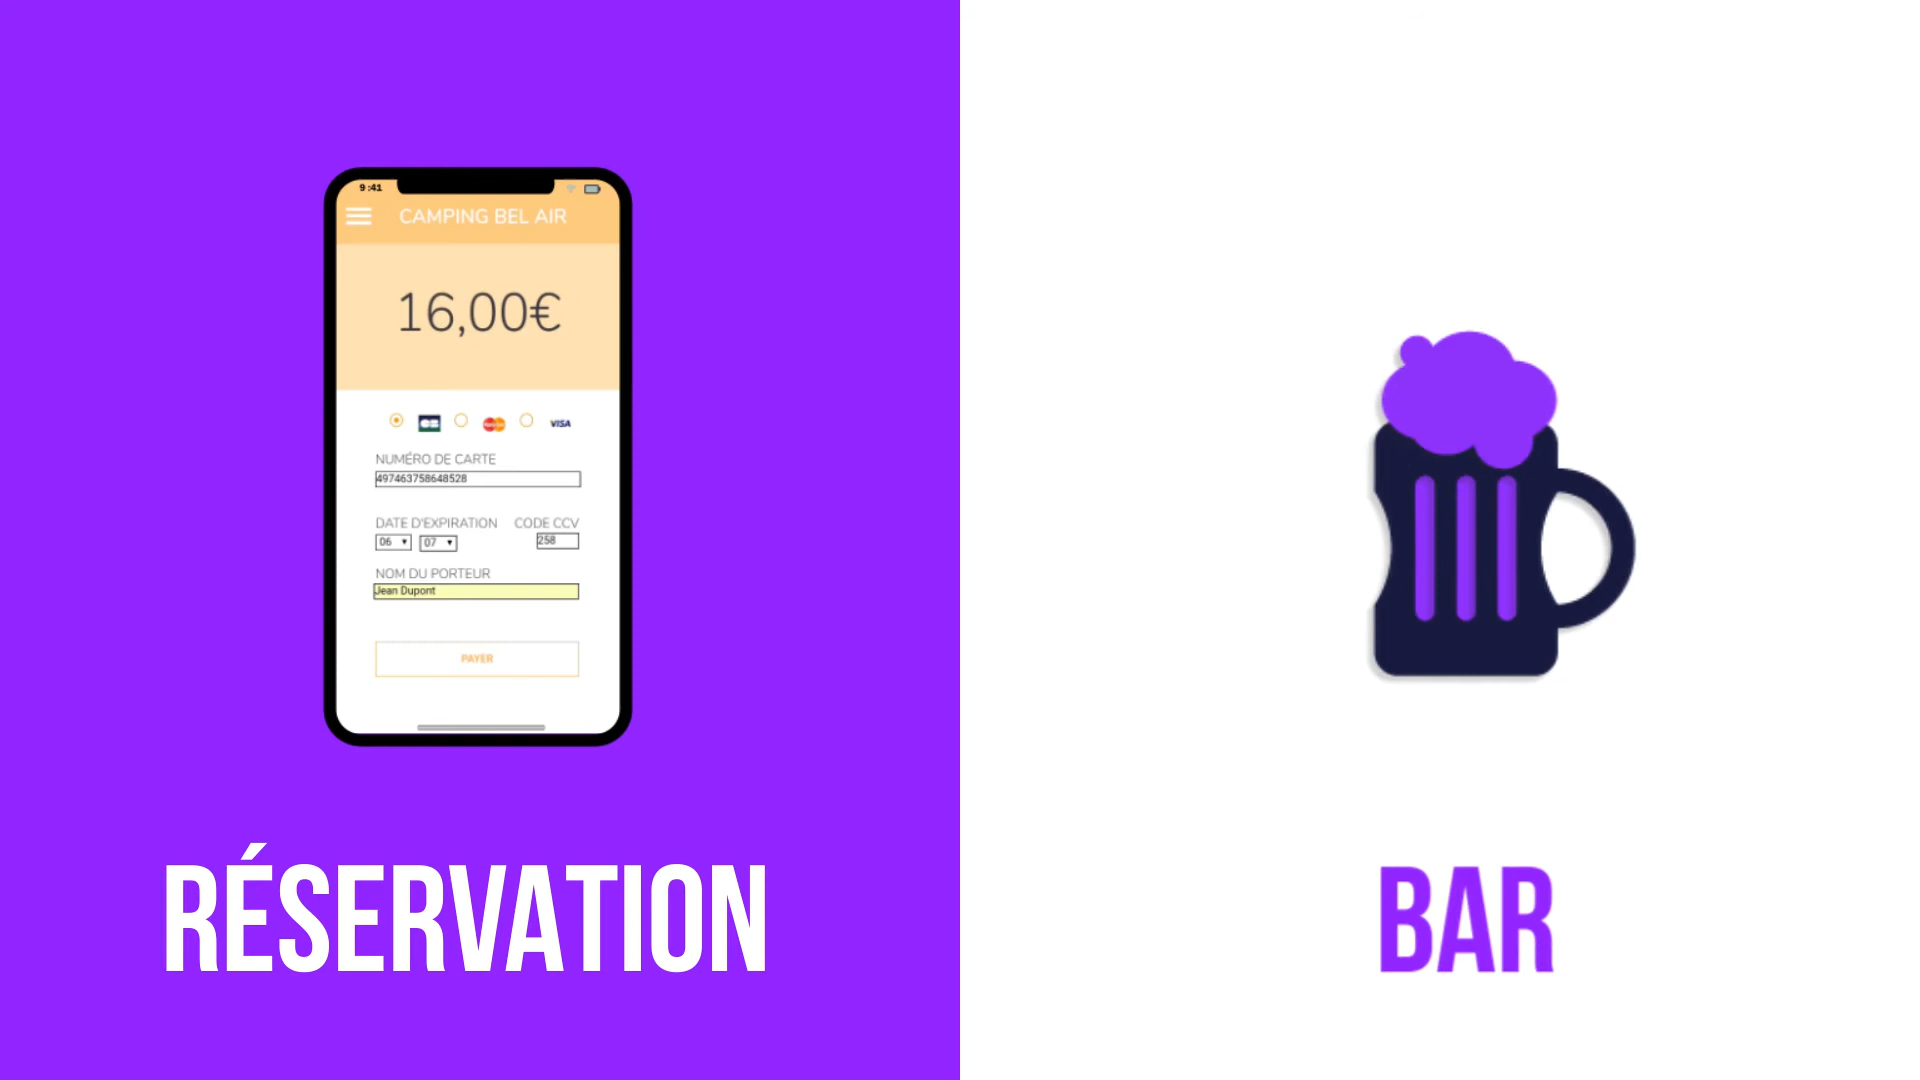 9:41
CAMPING BEL AIR
16,00€
CB VISA
NUMÉRO DE CARTE
497463758648528
DATE D'EXPIRATION CODE CCV
06 07 258
NOM DU PORTEUR
Jean Dupont
PAYER
RÉSERVATION
BAR